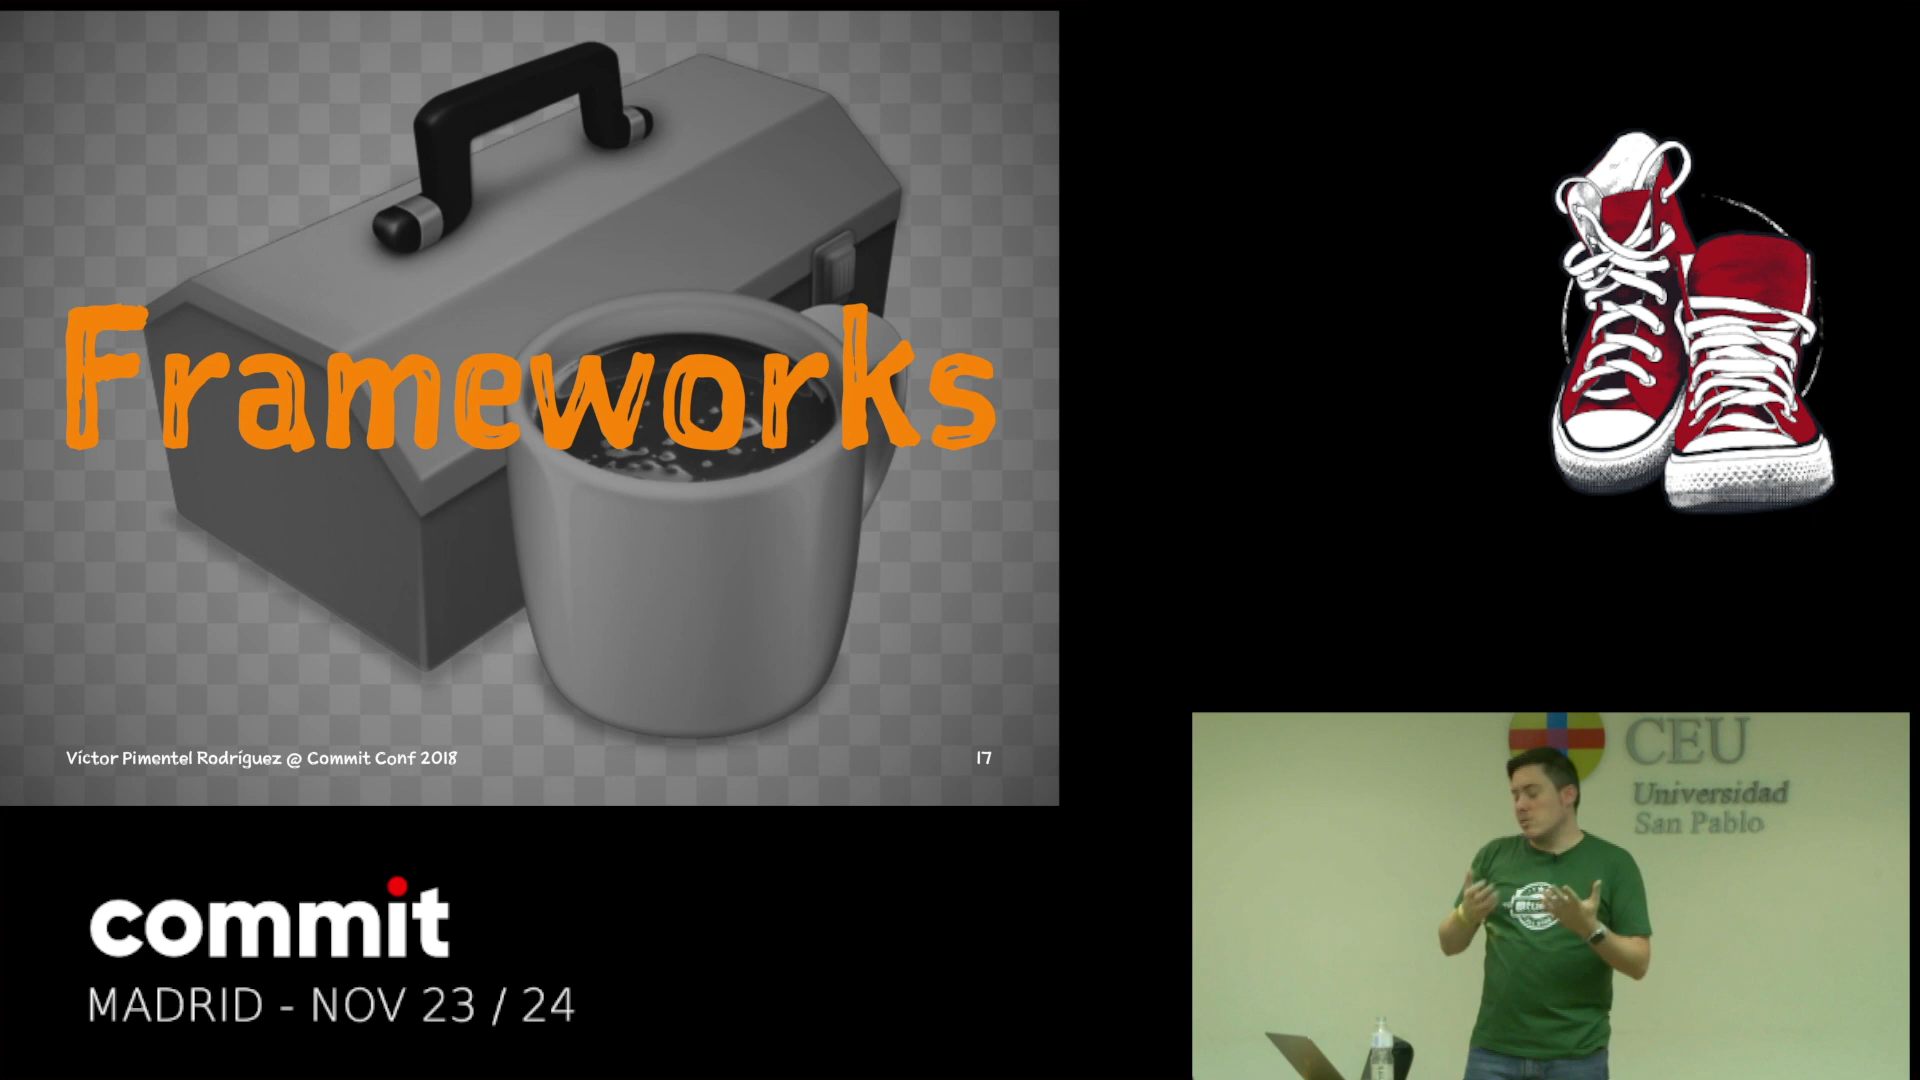 Frameworks
Víctor Pimentel Rodríguez @ Commit Conf 2018
17
commit
MADRID - NOV 23 / 24
CEU
Universidad
San Pablo